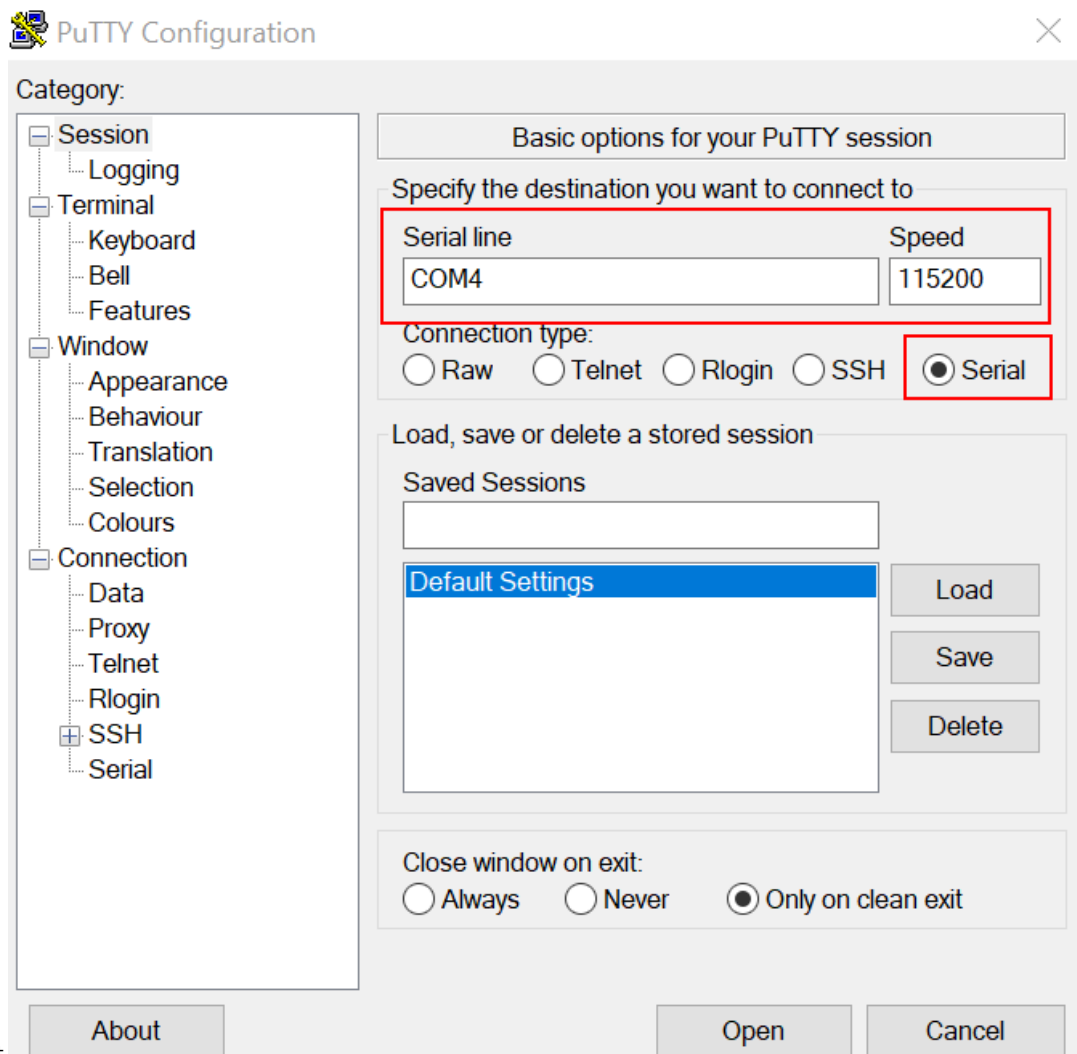 PuTTY Configuration
Category:
Session
Logging
Terminal
Keyboard
Bell
Features
Window
Appearance
Behaviour
Translation
Selection
Colours
Connection
Data
Proxy
Telnet
Rlogin
SSH
Serial
Basic options for your PuTTY session
Specify the destination you want to connect to
Serial line Speed
COM4 115200
Connection type:
Raw Telnet Rlogin SSH Serial
Load, save or delete a stored session
Saved Sessions
Default Settings
Load
Save
Delete
Close window on exit:
Always Never Only on clean exit
About Open Cancel